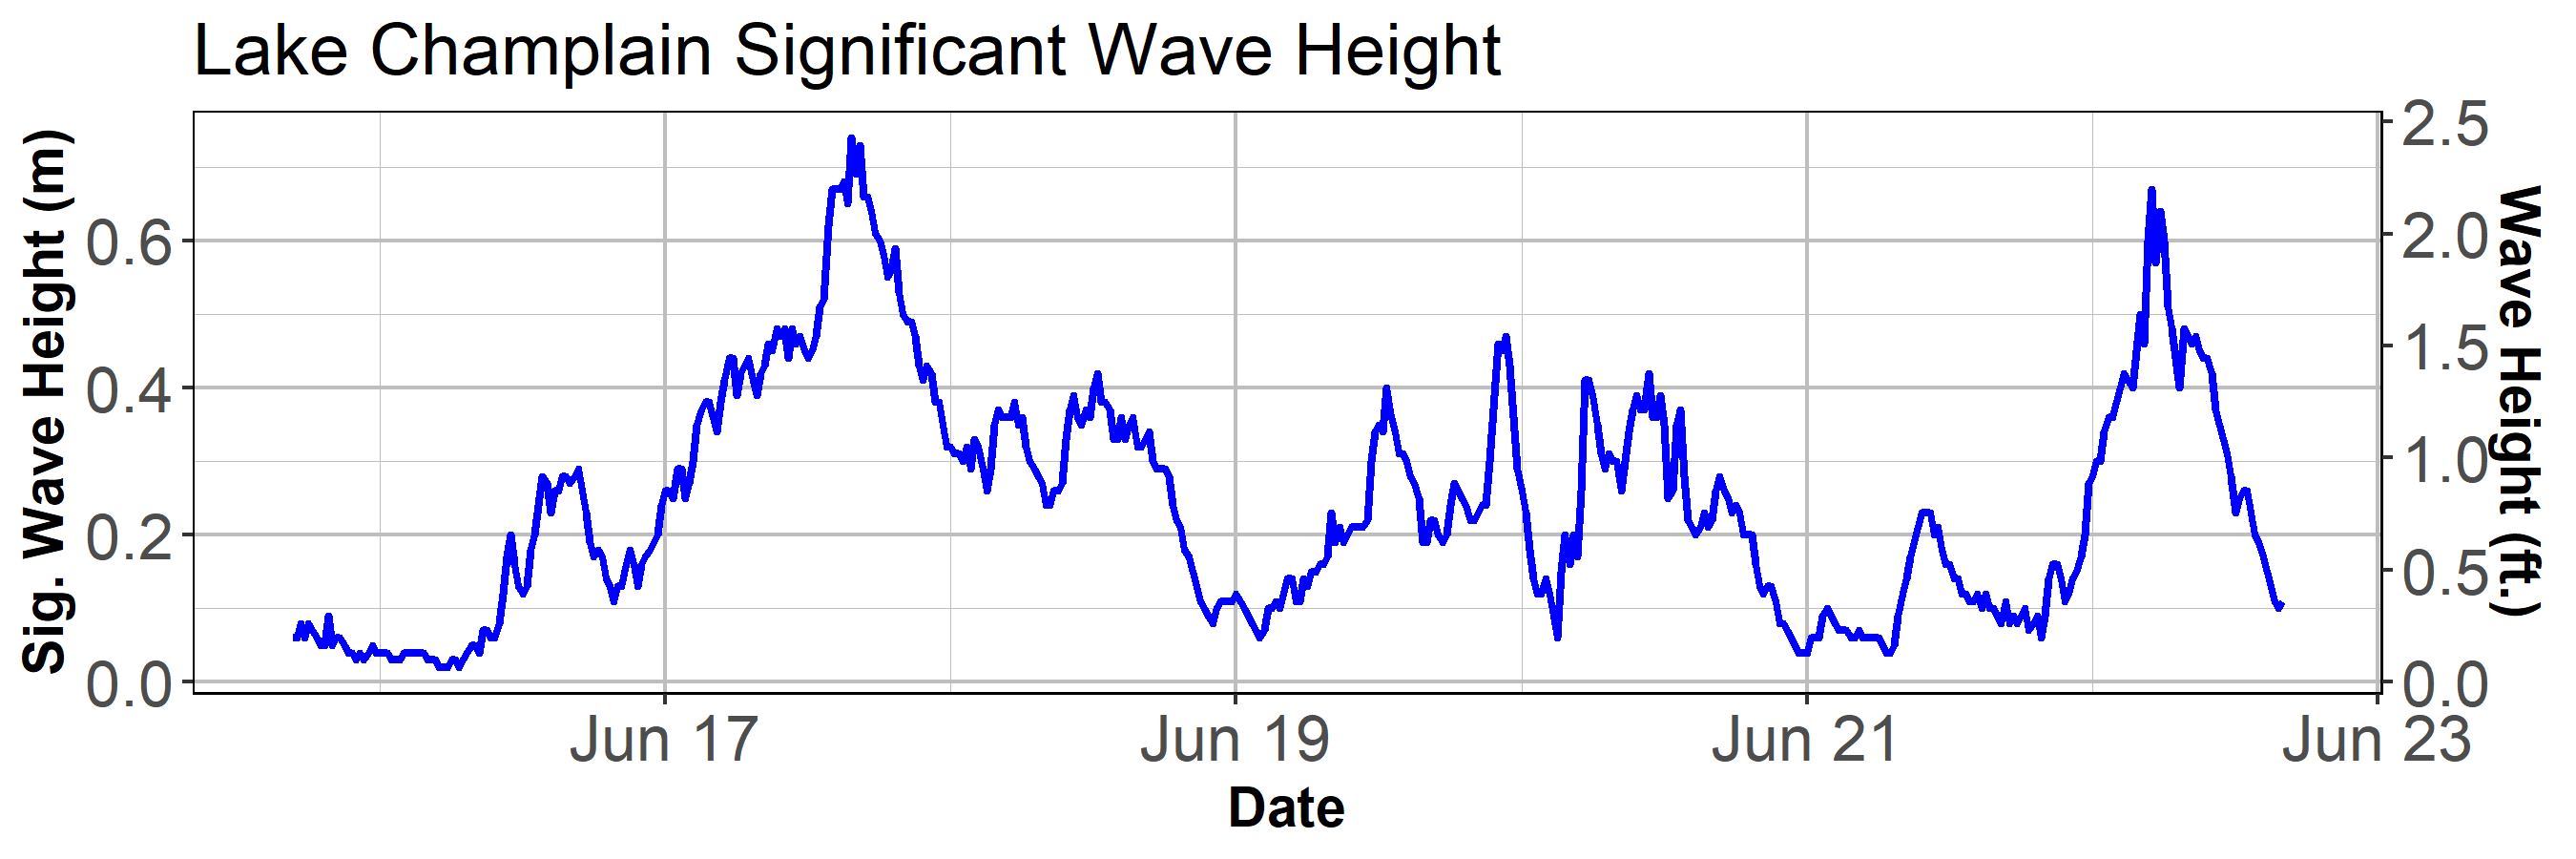 Lake Champlain Significant Wave Height
Sig. Wave Height (m)
0.6
0.4
0.2
0.0
2.5
2.0
1.5
1.0
0.5
0.0
Wave Height (ft.)
Jun 17
Jun 19
Jun 21
Jun 23
Date